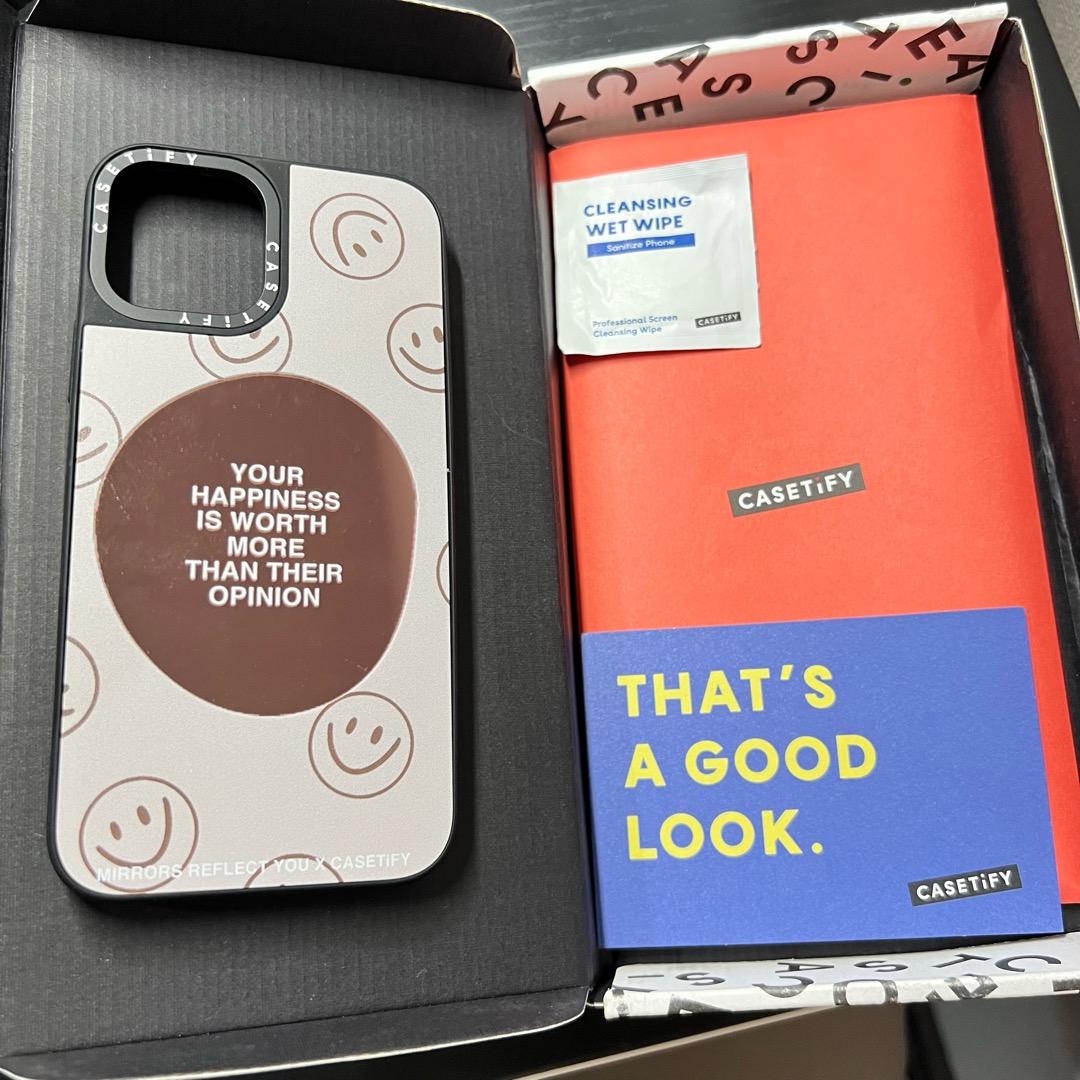 CASETiFY
CASETiFY
CASETiFY
YOUR
HAPPINESS
IS WORTH
MORE
THAN THEIR
OPINION
MIRRORS REFLECT YOU X CASETiFY
CLEANSING
WET WIPE
Sanitize Phone
Professional Screen
Cleansing Wipe
CASETiFY
CASETiFY
THAT'S
A GOOD
LOOK.
CASETiFY